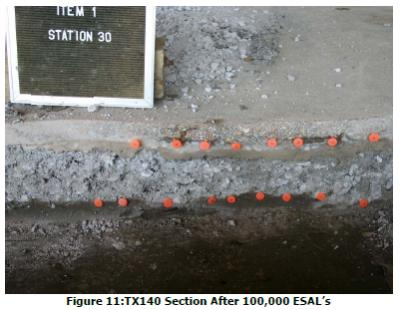 ITEM 1
STATION 30
Figure 11:TX140 Section After 100,000 ESAL's